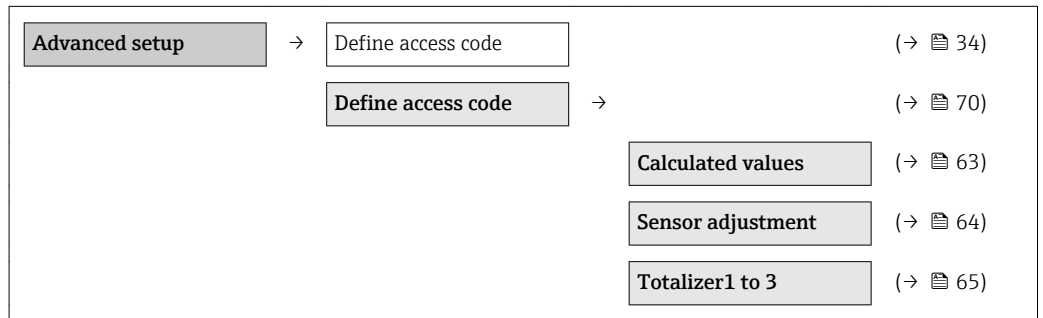 Advanced setup → Define access code (→ 🖺 34)
Define access code → (→ 🖺 70)
Calculated values (→ 🖺 63)
Sensor adjustment (→ 🖺 64)
Totalizer1 to 3 (→ 🖺 65)